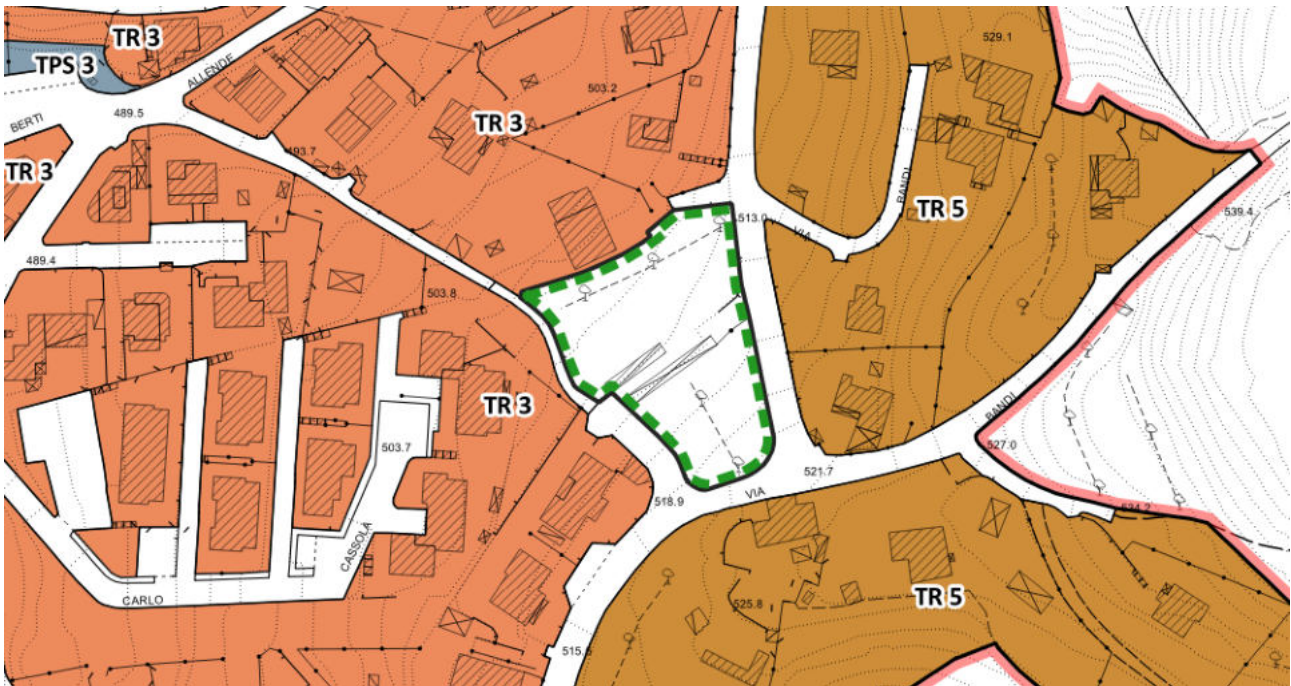 TR 3
TPS 3
ALLENDE
BERTI
489.5
503.2
529.1
TR 3
493.7
TR 3
BANDI
TR 5
513.0
VIA
539.4
489.4
503.8
TR 3
BANDI
503.7
527.0
521.7
VIA
518.9
534.2
CASSOLA
CARLO
525.8
TR 5